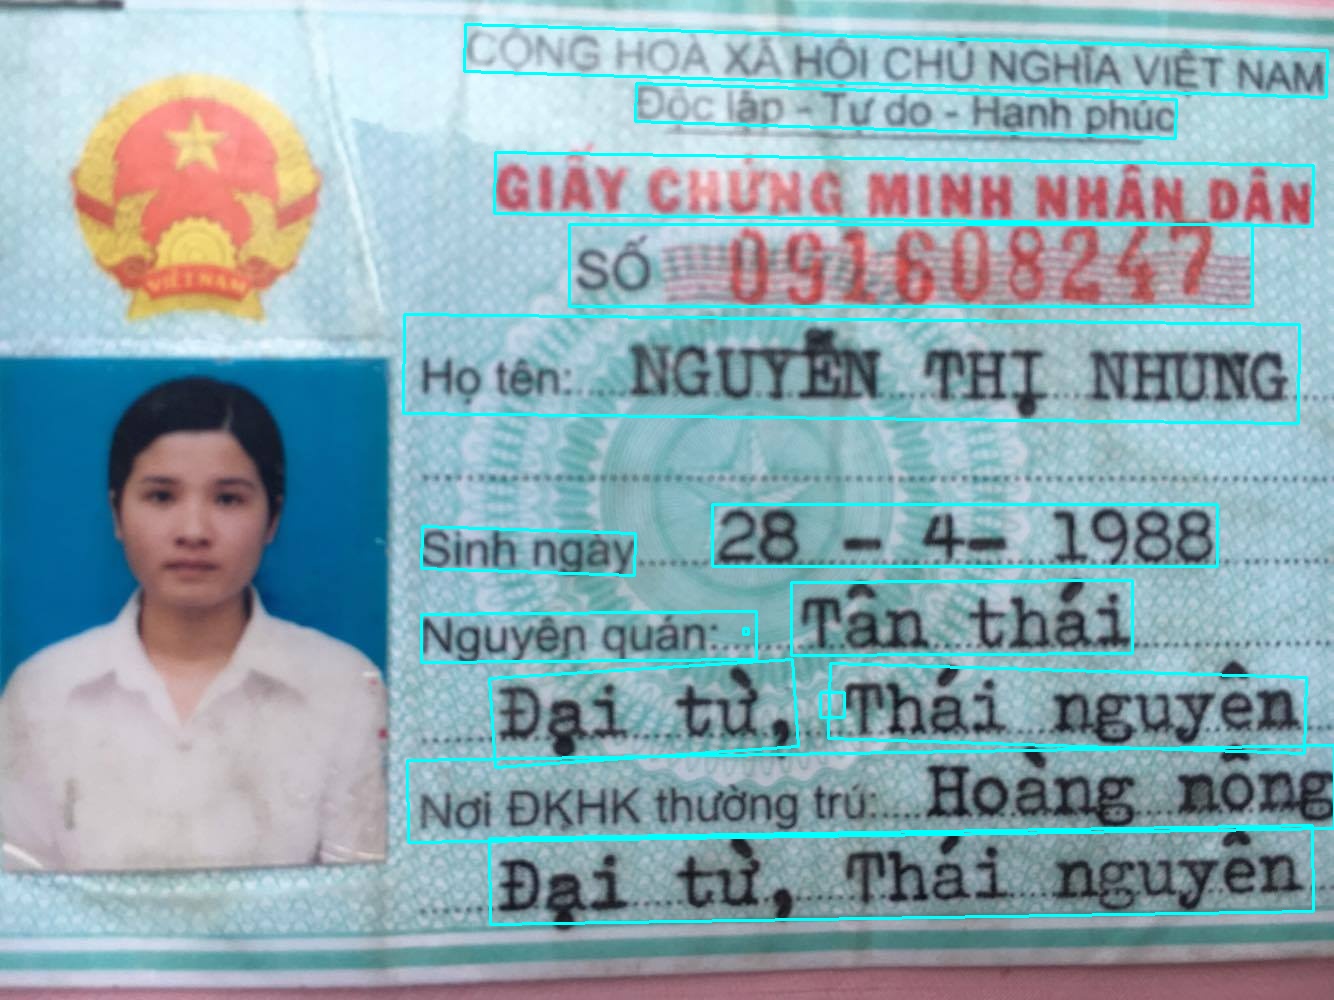 CỘNG HOÀ XÃ HỘI CHỦ NGHĨA VIỆT NAM
Độc lập - Tự do - Hạnh phúc
GIẤY CHỨNG MINH NHÂN DÂN
SỐ 091608247
VIỆT NAM
Họ tên: NGUYỄN THỊ NHUNG
Sinh ngày 28 - 4 - 1988
Nguyên quán: Tân thái
Đại từ, Thái nguyên
Nơi ĐKHK thường trú: Hoàng nông
Đại từ, Thái nguyên